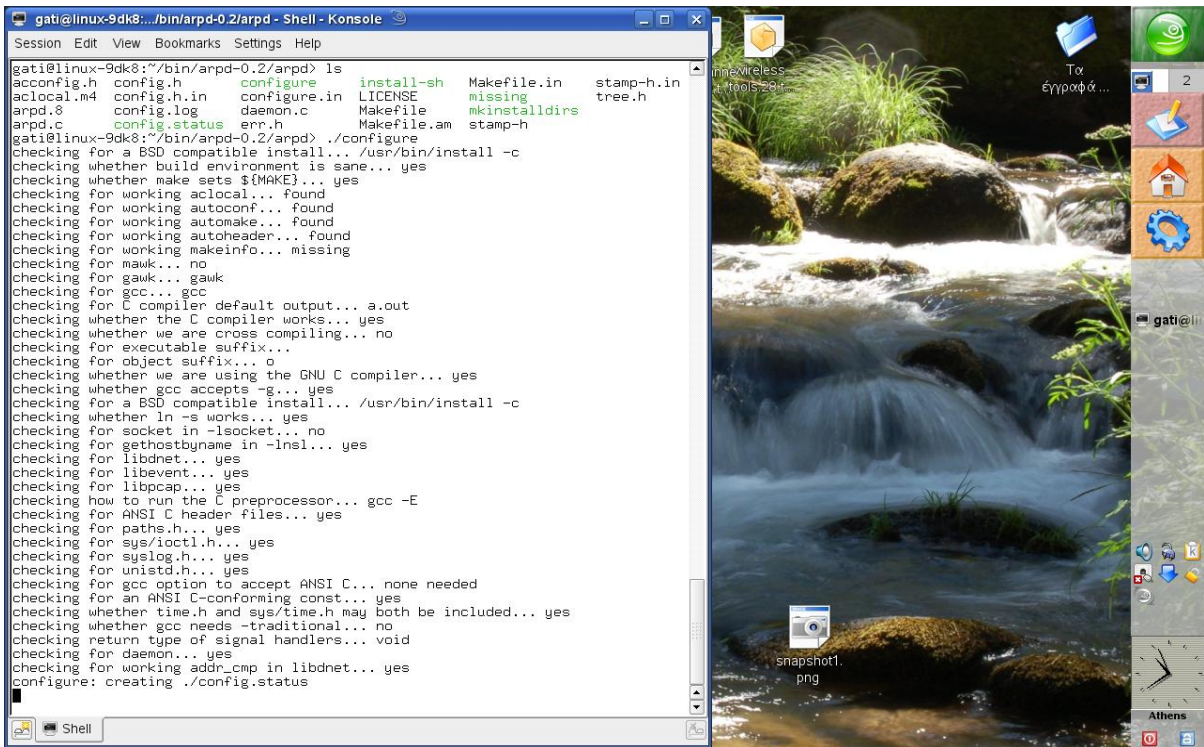 gati@linux-9dk8:.../bin/arpd-0.2/arpd - Shell - Konsole
Session Edit View Bookmarks Settings Help
gati@linux-9dk8:~/bin/arpd-0.2/arpd> ls
acconfig.h config.h configure install-sh Makefile.in stamp-h.in
aclocal.m4 config.h.in configure.in LICENSE missing tree.h
arpd.8 config.log daemon.c Makefile mkinstalldirs
arpd.c config.status err.h Makefile.am stamp-h
gati@linux-9dk8:~/bin/arpd-0.2/arpd> ./configure
checking for a BSD compatible install... /usr/bin/install -c
checking whether build environment is sane... yes
checking whether make sets ${MAKE}... yes
checking for working aclocal... found
checking for working autoconf... found
checking for working automake... found
checking for working autoheader... found
checking for working makeinfo... missing
checking for mawk... no
checking for gawk... gawk
checking for gcc... gcc
checking for C compiler default output... a.out
checking whether the C compiler works... yes
checking whether we are cross compiling... no
checking for executable suffix...
checking for object suffix... o
checking whether we are using the GNU C compiler... yes
checking whether gcc accepts -g... yes
checking for a BSD compatible install... /usr/bin/install -c
checking whether ln -s works... yes
checking for socket in -lsocket... no
checking for gethostbyname in -lnsl... yes
checking for libdnet... yes
checking for libevent... yes
checking for libpcap... yes
checking how to run the C preprocessor... gcc -E
checking for ANSI C header files... yes
checking for paths.h... yes
checking for sys/ioctl.h... yes
checking for syslog.h... yes
checking for unistd.h... yes
checking for gcc option to accept ANSI C... none needed
checking for an ANSI C-conforming const... yes
checking whether time.h and sys/time.h may both be included... yes
checking whether gcc needs -traditional... no
checking return type of signal handlers... void
checking for daemon... yes
checking for working addr_cmp in libdnet... yes
configure: creating ./config.status
Shell
wireless_
tools.28.t...
Τα
έγγραφά ...
snapshot1.
png
2
gati@li
Athens